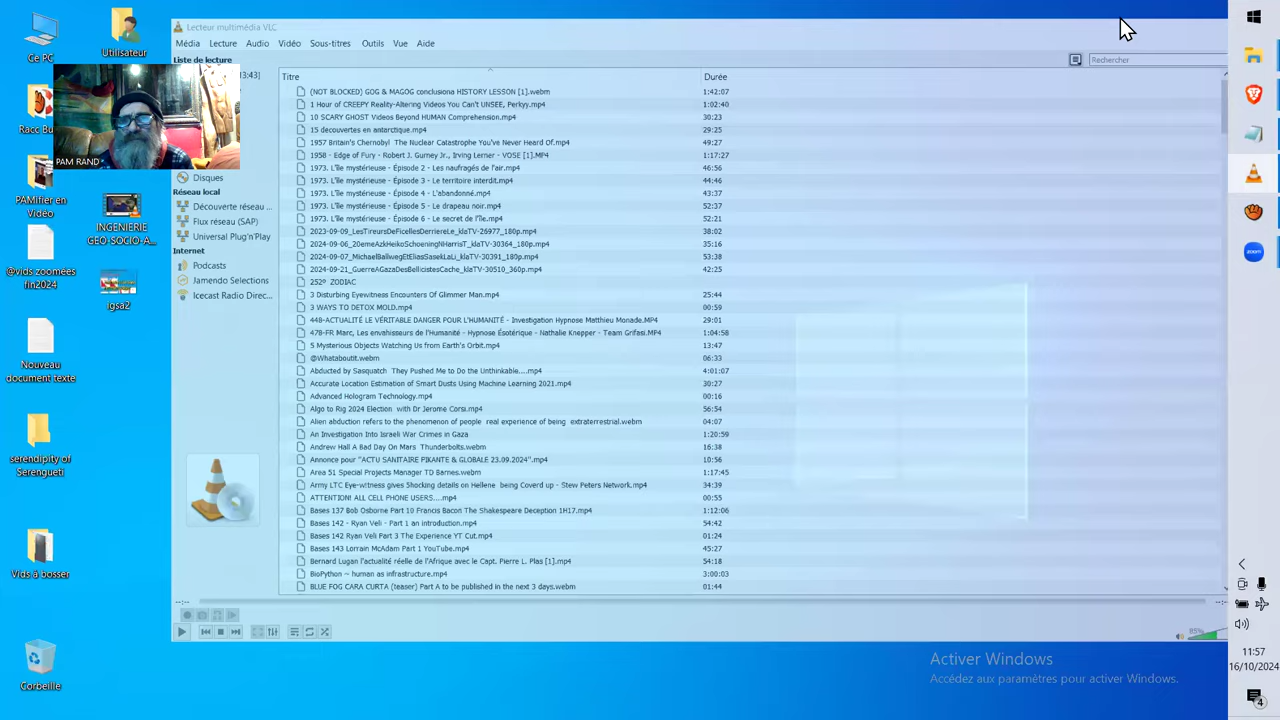 Lecteur multimédia VLC
Média Lecture Audio Vidéo Sous-titres Outils Vue Aide
Liste de lecture
Rechercher
13:43]
Titre Durée
(NOT BLOCKED) GOG & MAGOG conclusiona HISTORY LESSON [1].webm 1:42:07
1 Hour of CREEPY Reality-Altering Videos You Can't UNSEE, Perkyy.mp4 1:02:40
10 SCARY GHOST Videos Beyond HUMAN Comprehension.mp4 30:23
15 decouvertes en antarctique.mp4 29:25
1957 Britain's Chernobyl The Nuclear Catastrophe You've Never Heard Of.mp4 49:27
1958 - Edge of Fury - Robert J. Gurney Jr., Irving Lerner - VOSE [1].MP4 1:17:27
1973. L'île mystérieuse - Épisode 2 - Les naufragés de l'air.mp4 46:56
1973. L'île mystérieuse - Épisode 3 - Le territoire interdit.mp4 44:46
1973. L'île mystérieuse - Épisode 4 - L'abandonné.mp4 43:37
1973. L'île mystérieuse - Épisode 5 - Le drapeau noir.mp4 52:37
1973. L'île mystérieuse - Épisode 6 - Le secret de l'île.mp4 52:21
2023-09-09_LesTireursDeFicellesDerriereLe_klaTV-26977_180p.mp4 38:02
2024-09-06_20emeAzkHeikoSchoeningNHarrisT_klaTV-30364_180p.mp4 35:16
2024-09-07_MichaelBallwegEtEliasSasekLaLi_klaTV-30391_180p.mp4 53:38
2024-09-21_GuerreAGazaDesBellicistesCache_klaTV-30510_360p.mp4 42:25
252º ZODIAC
3 Disturbing Eyewitness Encounters Of Glimmer Man.mp4 25:44
3 WAYS TO DETOX MOLD.mp4 00:59
448-ACTUALITÉ LE VÉRITABLE DANGER POUR L'HUMANITÉ - Investigation Hypnose Matthieu Monade.MP4 29:01
478-FR Marc, Les envahisseurs de l'Humanité - Hypnose Ésotérique - Nathalie Knepper - Team Grifasi.MP4 1:04:58
5 Mysterious Objects Watching Us from Earth's Orbit.mp4 13:47
@Whataboutit.webm 06:33
Abducted by Sasquatch They Pushed Me to Do the Unthinkable....mp4 4:01:07
Accurate Location Estimation of Smart Dusts Using Machine Learning 2021.mp4 30:27
Advanced Hologram Technology.mp4 00:16
Algo to Rig 2024 Election with Dr Jerome Corsi.mp4 56:54
Alien abduction refers to the phenomenon of people real experience of being extraterrestrial.webm 04:07
An Investigation Into Israeli War Crimes in Gaza 1:20:59
Andrew Hall A Bad Day On Mars Thunderbolts.webm 16:38
Annonce pour "ACTU SANITAIRE PIKANTE & GLOBALE 23.09.2024".mp4 10:56
Area 51 Special Projects Manager TD Barnes.webm 1:17:45
Army LTC Eye-witness gives Shocking details on Hellene being Coverd up - Stew Peters Network.mp4 34:39
ATTENTION! ALL CELL PHONE USERS....mp4 00:55
Bases 137 Bob Osborne Part 10 Francis Bacon The Shakespeare Deception 1H17.mp4 1:12:06
Bases 142 - Ryan Veli - Part 1 an introduction.mp4 54:42
Bases 142 Ryan Veli Part 3 The Experience YT Cut.mp4 01:24
Bases 143 Lorrain McAdam Part 1 YouTube.mp4 45:27
Bernard Lugan l'actualité réelle de l'Afrique avec le Capt. Pierre L. Plas [1].mp4 54:18
BioPython ~ human as infrastructure.mp4 3:00:03
BLUE FOG CARA CURTA (teaser) Part A to be published in the next 3 days.webm 01:44
Disques
Réseau local
Découverte réseau ...
Flux réseau (SAP)
Universal Plug'n'Play
Internet
Podcasts
Jamendo Selections
Icecast Radio Direc...
--:--
--:--
85%
Ce PC
Utilisateur
PAM RAND
Racc Bu
PAMIfier en
Vidéo
INGENIERIE
GEO-SOCIO-A...
@vids zoomées
fin2024
igsa2
Nouveau
document texte
serendipity of
Serengueti
Vids à bosser
Corbeille
Activer Windows
Accédez aux paramètres pour activer Windows.
zoom
11:57
16/10/2024
4